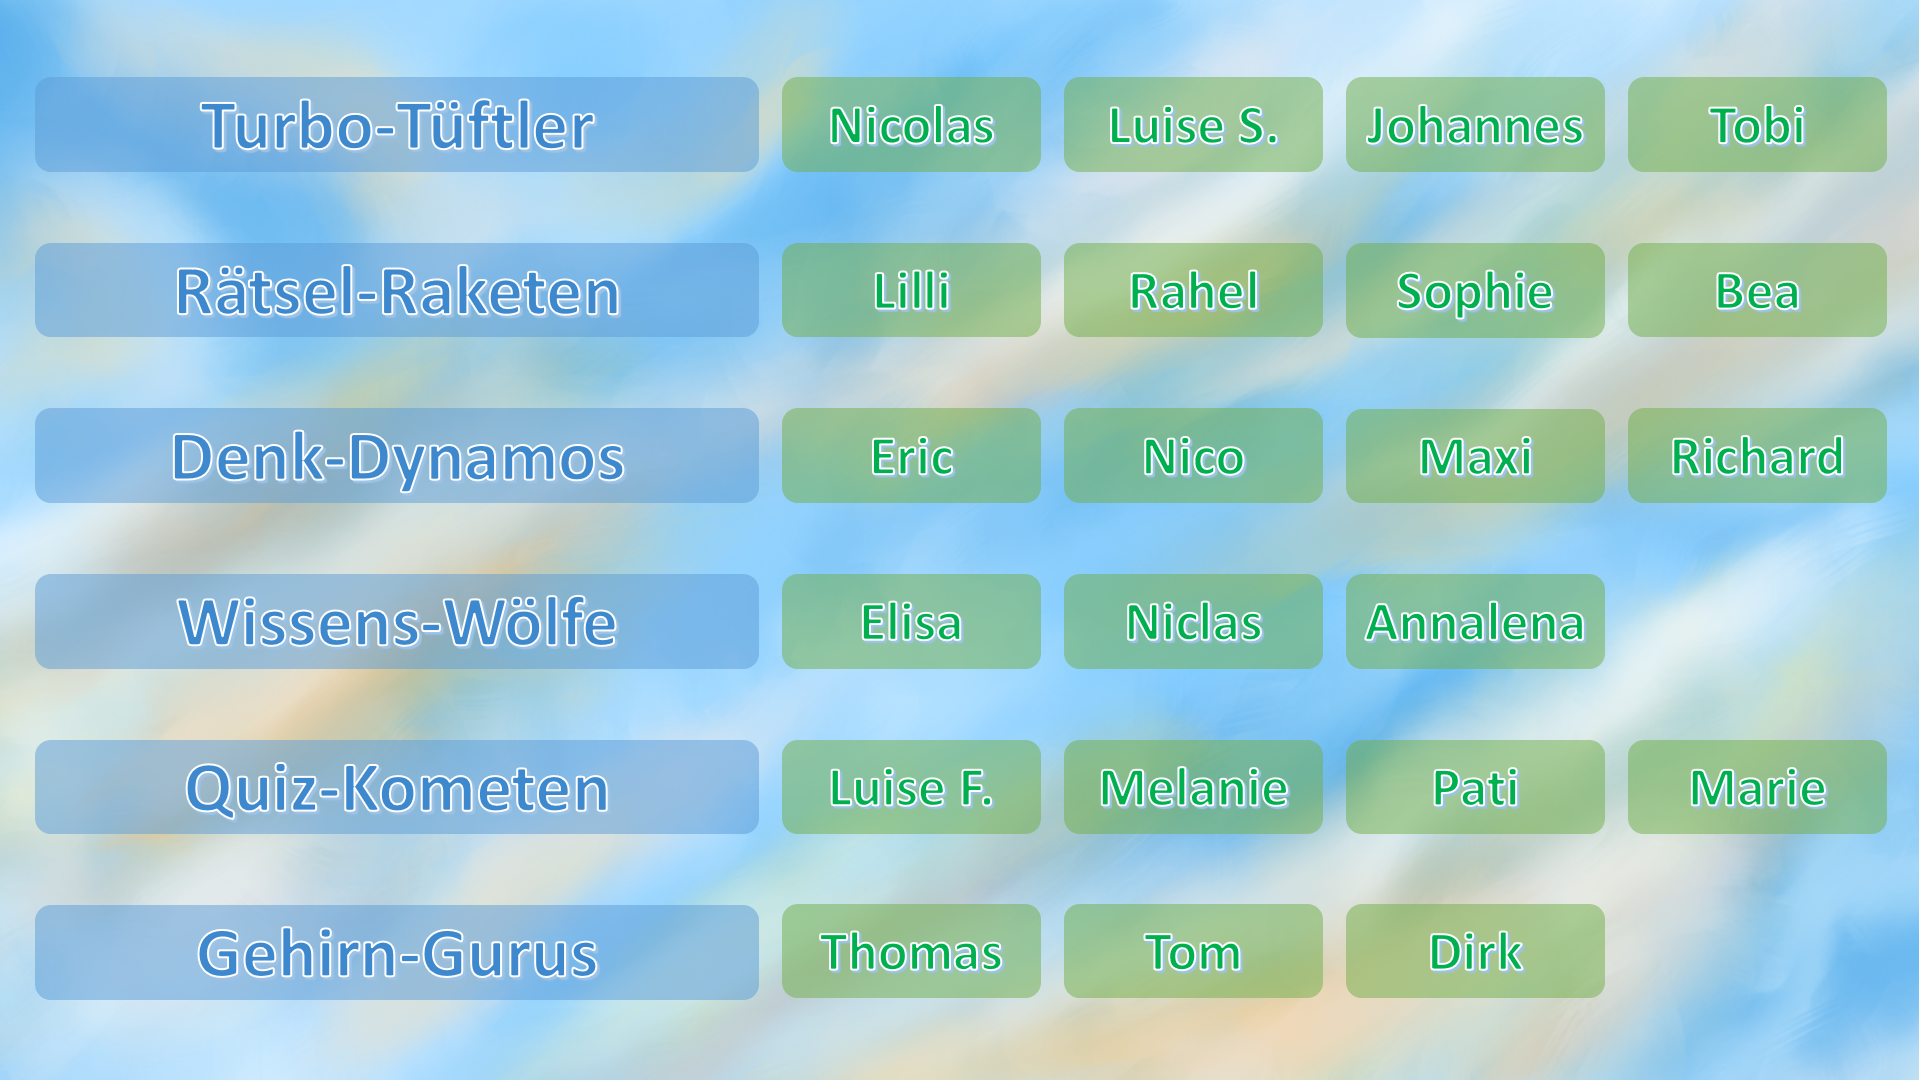 Turbo-Tüftler Nicolas Luise S. Johannes Tobi
Rätsel-Raketen Lilli Rahel Sophie Bea
Denk-Dynamos Eric Nico Maxi Richard
Wissens-Wölfe Elisa Niclas Annalena
Quiz-Kometen Luise F. Melanie Pati Marie
Gehirn-Gurus Thomas Tom Dirk